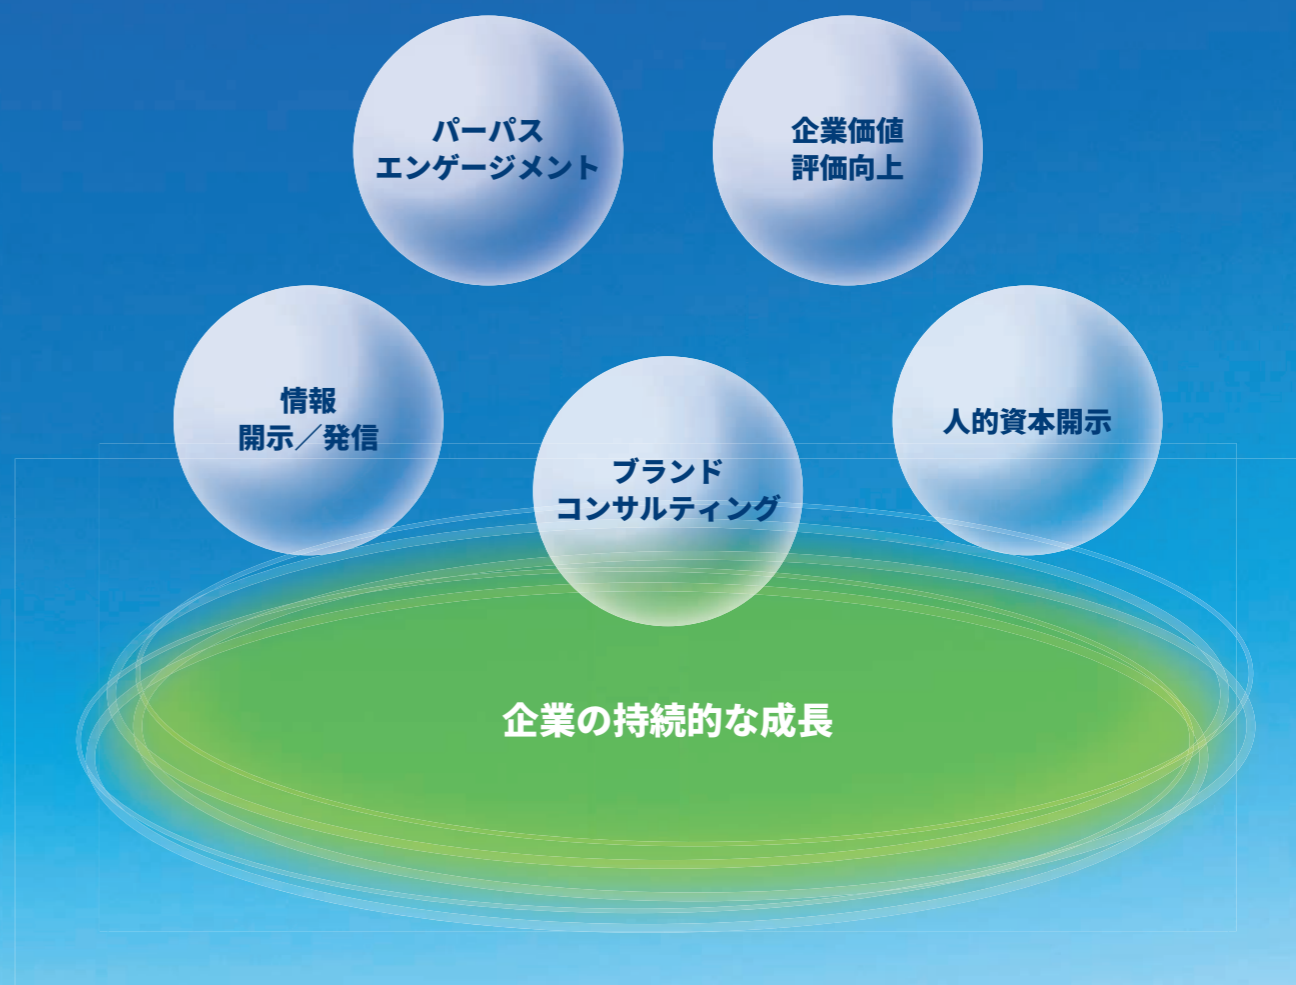 パーパス
エンゲージメント
企業価値
評価向上
情報
開示／発信
ブランド
コンサルティング
人的資本開示
企業の持続的な成長